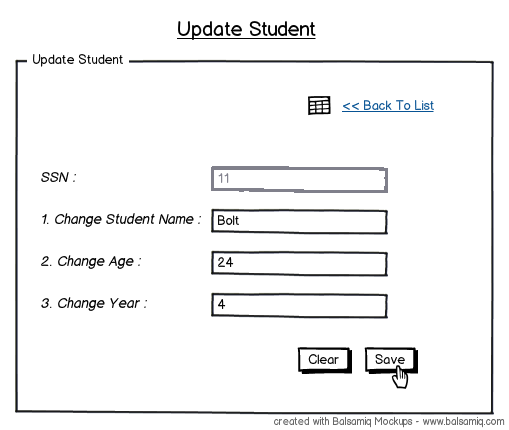 Update Student
Update Student
<< Back To List
SSN : 11
1. Change Student Name : Bolt
2. Change Age : 24
3. Change Year : 4
Clear Save
created with Balsamiq Mockups - www.balsamiq.com